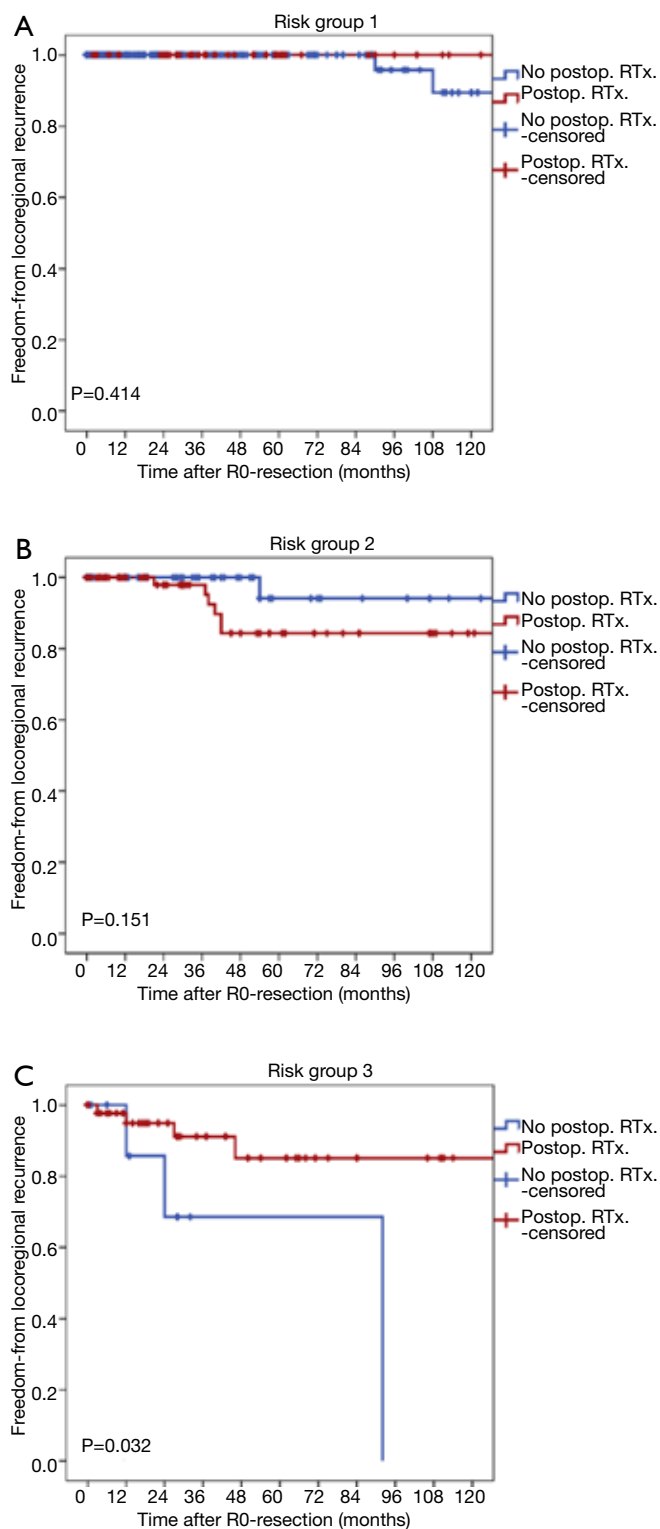 A
Risk group 1
Freedom-from locoregional recurrence
1.0
0.8
0.6
0.4
0.2
0.0
P=0.414
0 12 24 36 48 60 72 84 96 108 120
Time after R0-resection (months)
No postop. RTx.
Postop. RTx.
No postop. RTx.
-censored
Postop. RTx.
-censored
B
Risk group 2
Freedom-from locoregional recurrence
1.0
0.8
0.6
0.4
0.2
0.0
P=0.151
0 12 24 36 48 60 72 84 96 108 120
Time after R0-resection (months)
No postop. RTx.
Postop. RTx.
No postop. RTx.
-censored
Postop. RTx.
-censored
C
Risk group 3
Freedom-from locoregional recurrence
1.0
0.8
0.6
0.4
0.2
0.0
P=0.032
0 12 24 36 48 60 72 84 96 108 120
Time after R0-resection (months)
No postop. RTx.
Postop. RTx.
No postop. RTx.
-censored
Postop. RTx.
-censored